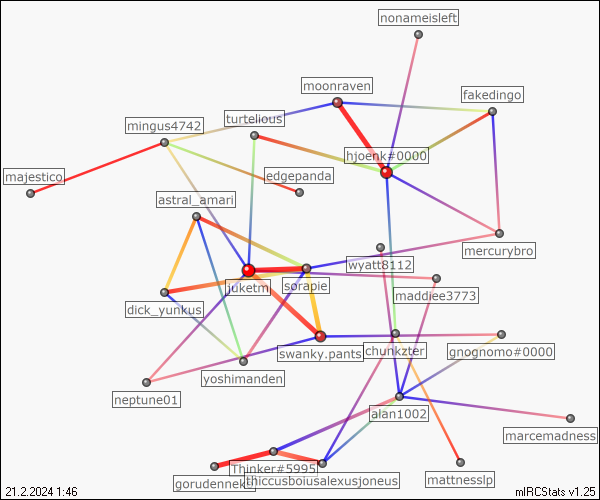 nonameisleft
moonraven
fakedingo
turtelious
mingus4742
hjoenk#0000
majestico
edgepanda
astral_amari
mercurybro
wyatt8112
juketm
sørapie
maddiee3773
dick_yunkus
swanky.pants
chunkzter
gnognomo#0000
yoshimanden
neptune01
alan1002
marcemadness
Thinker#5995
gorudennek
thiccusboiusalexusjoneus
mattnesslp
21.2.2024 1:46
mIRCStats v1.25